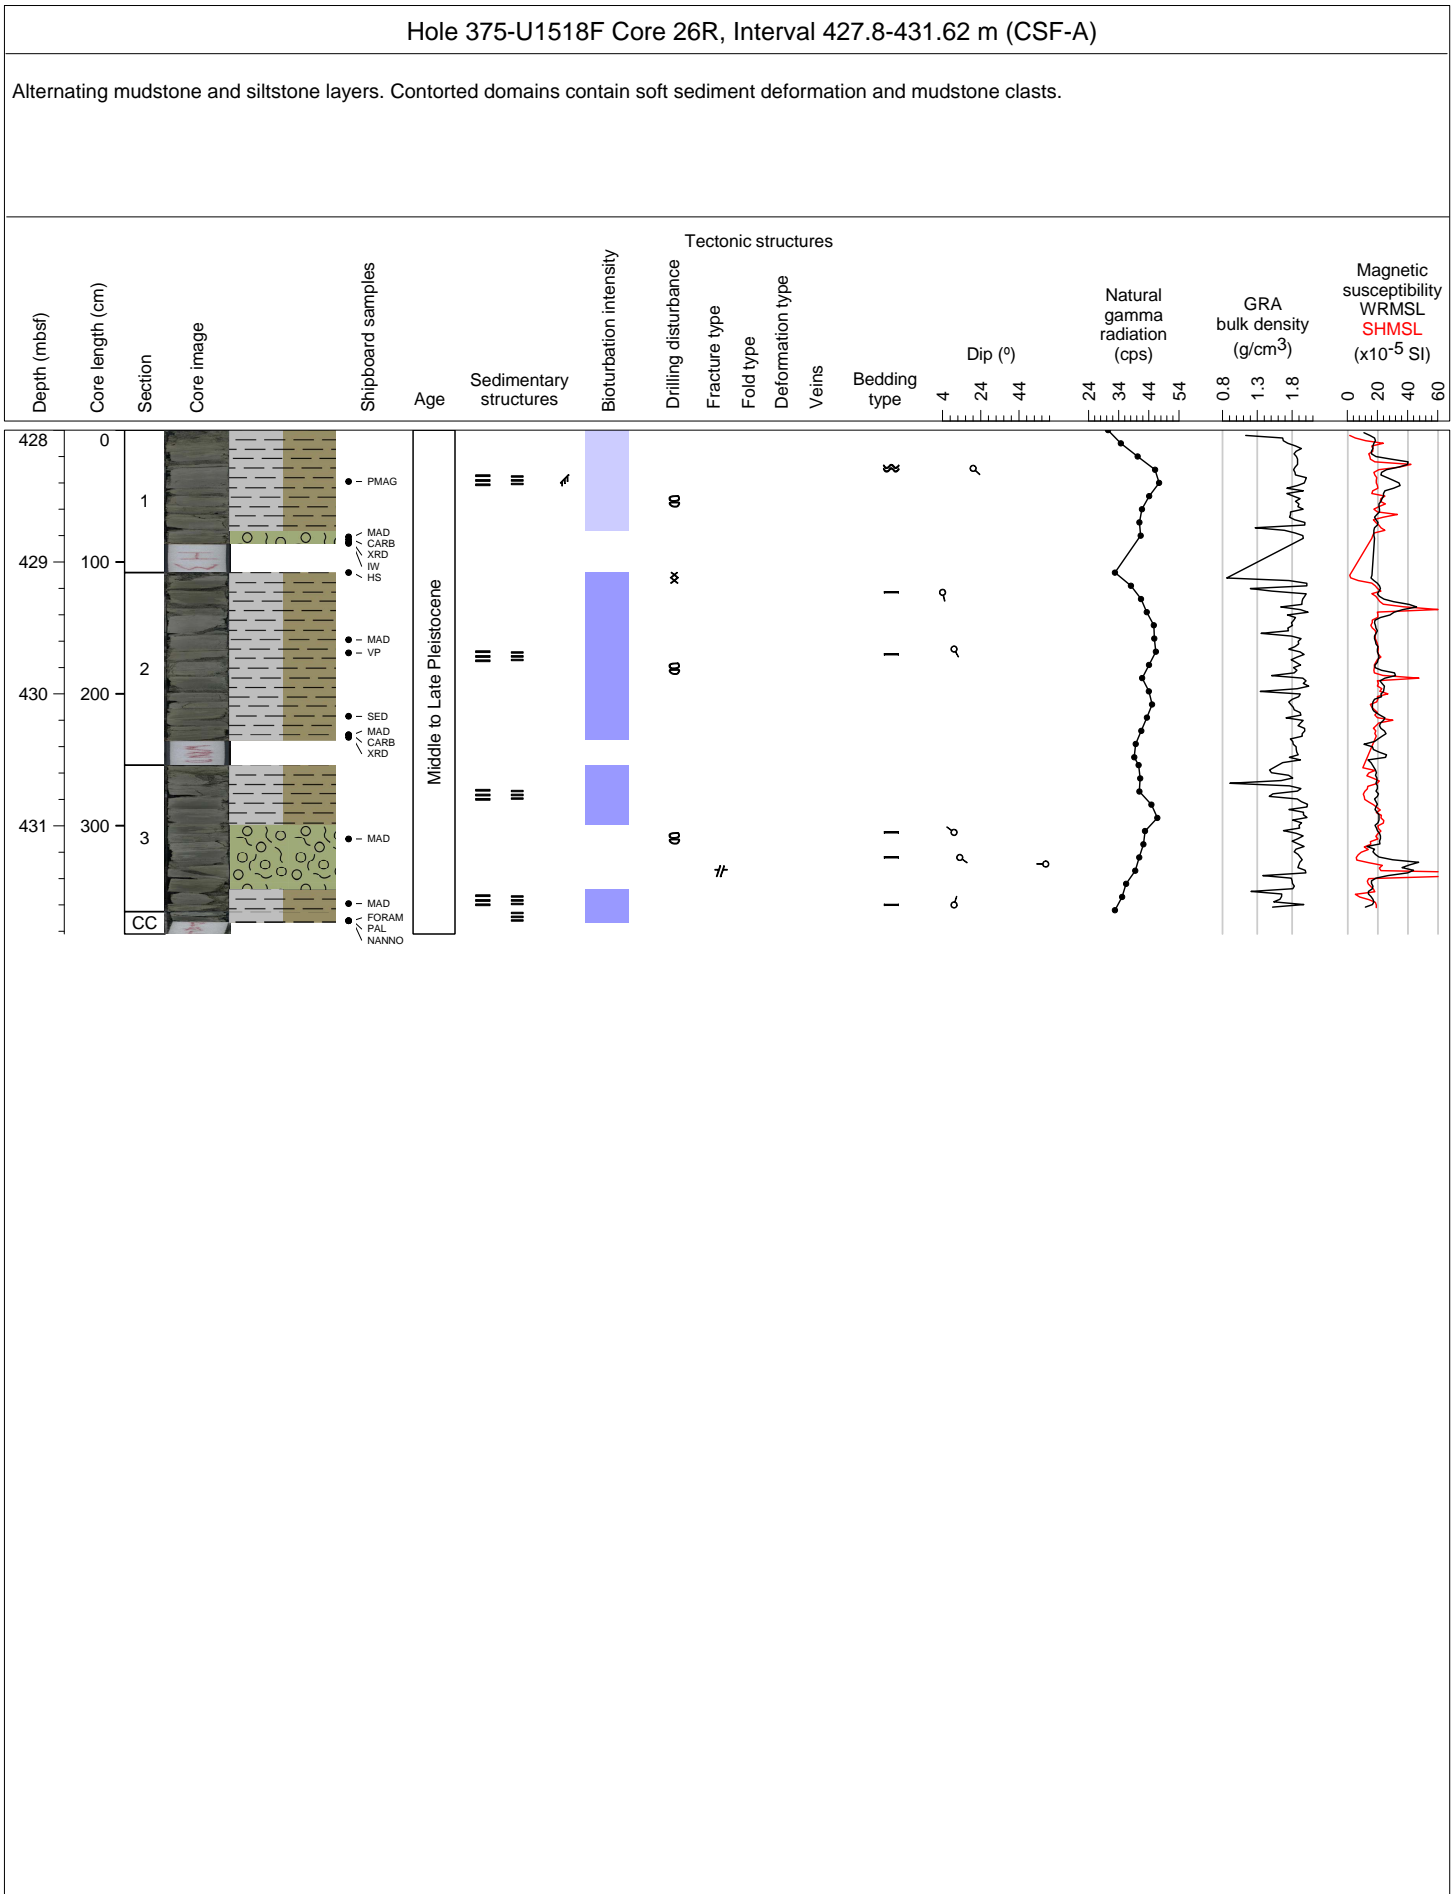 Hole 375-U1518F Core 26R, Interval 427.8-431.62 m (CSF-A)
Alternating mudstone and siltstone layers. Contorted domains contain soft sediment deformation and mudstone clasts.
Depth (mbsf)
Core length (cm)
Section
Core image
Shipboard samples
Age
Sedimentary
structures
Bioturbation intensity
Drilling disturbance
Tectonic structures
Fracture type
Fold type
Deformation type
Veins
Bedding
type
Dip (º)
4 24 44
Natural
gamma
radiation
(cps)
24 34 44 54
GRA
bulk density
(g/cm3)
0.8 1.3 1.8
Magnetic
susceptibility
WRMSL
SHMSL
(x10-5 SI)
0 20 40 60
428
429
430
431
0
100
200
300
1
2
3
CC
PMAG
MAD
CARB
XRD
IW
HS
MAD
VP
SED
MAD
CARB
XRD
MAD
MAD
FORAM
PAL
NANNO
Middle to Late Pleistocene